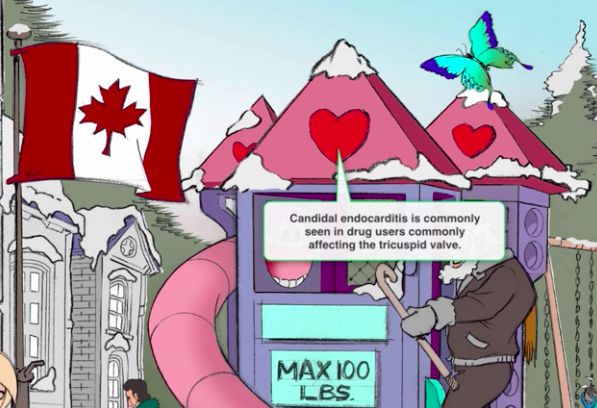 Candidal endocarditis is commonly
seen in drug users commonly
affecting the tricuspid valve.
MAX 100
LBS.